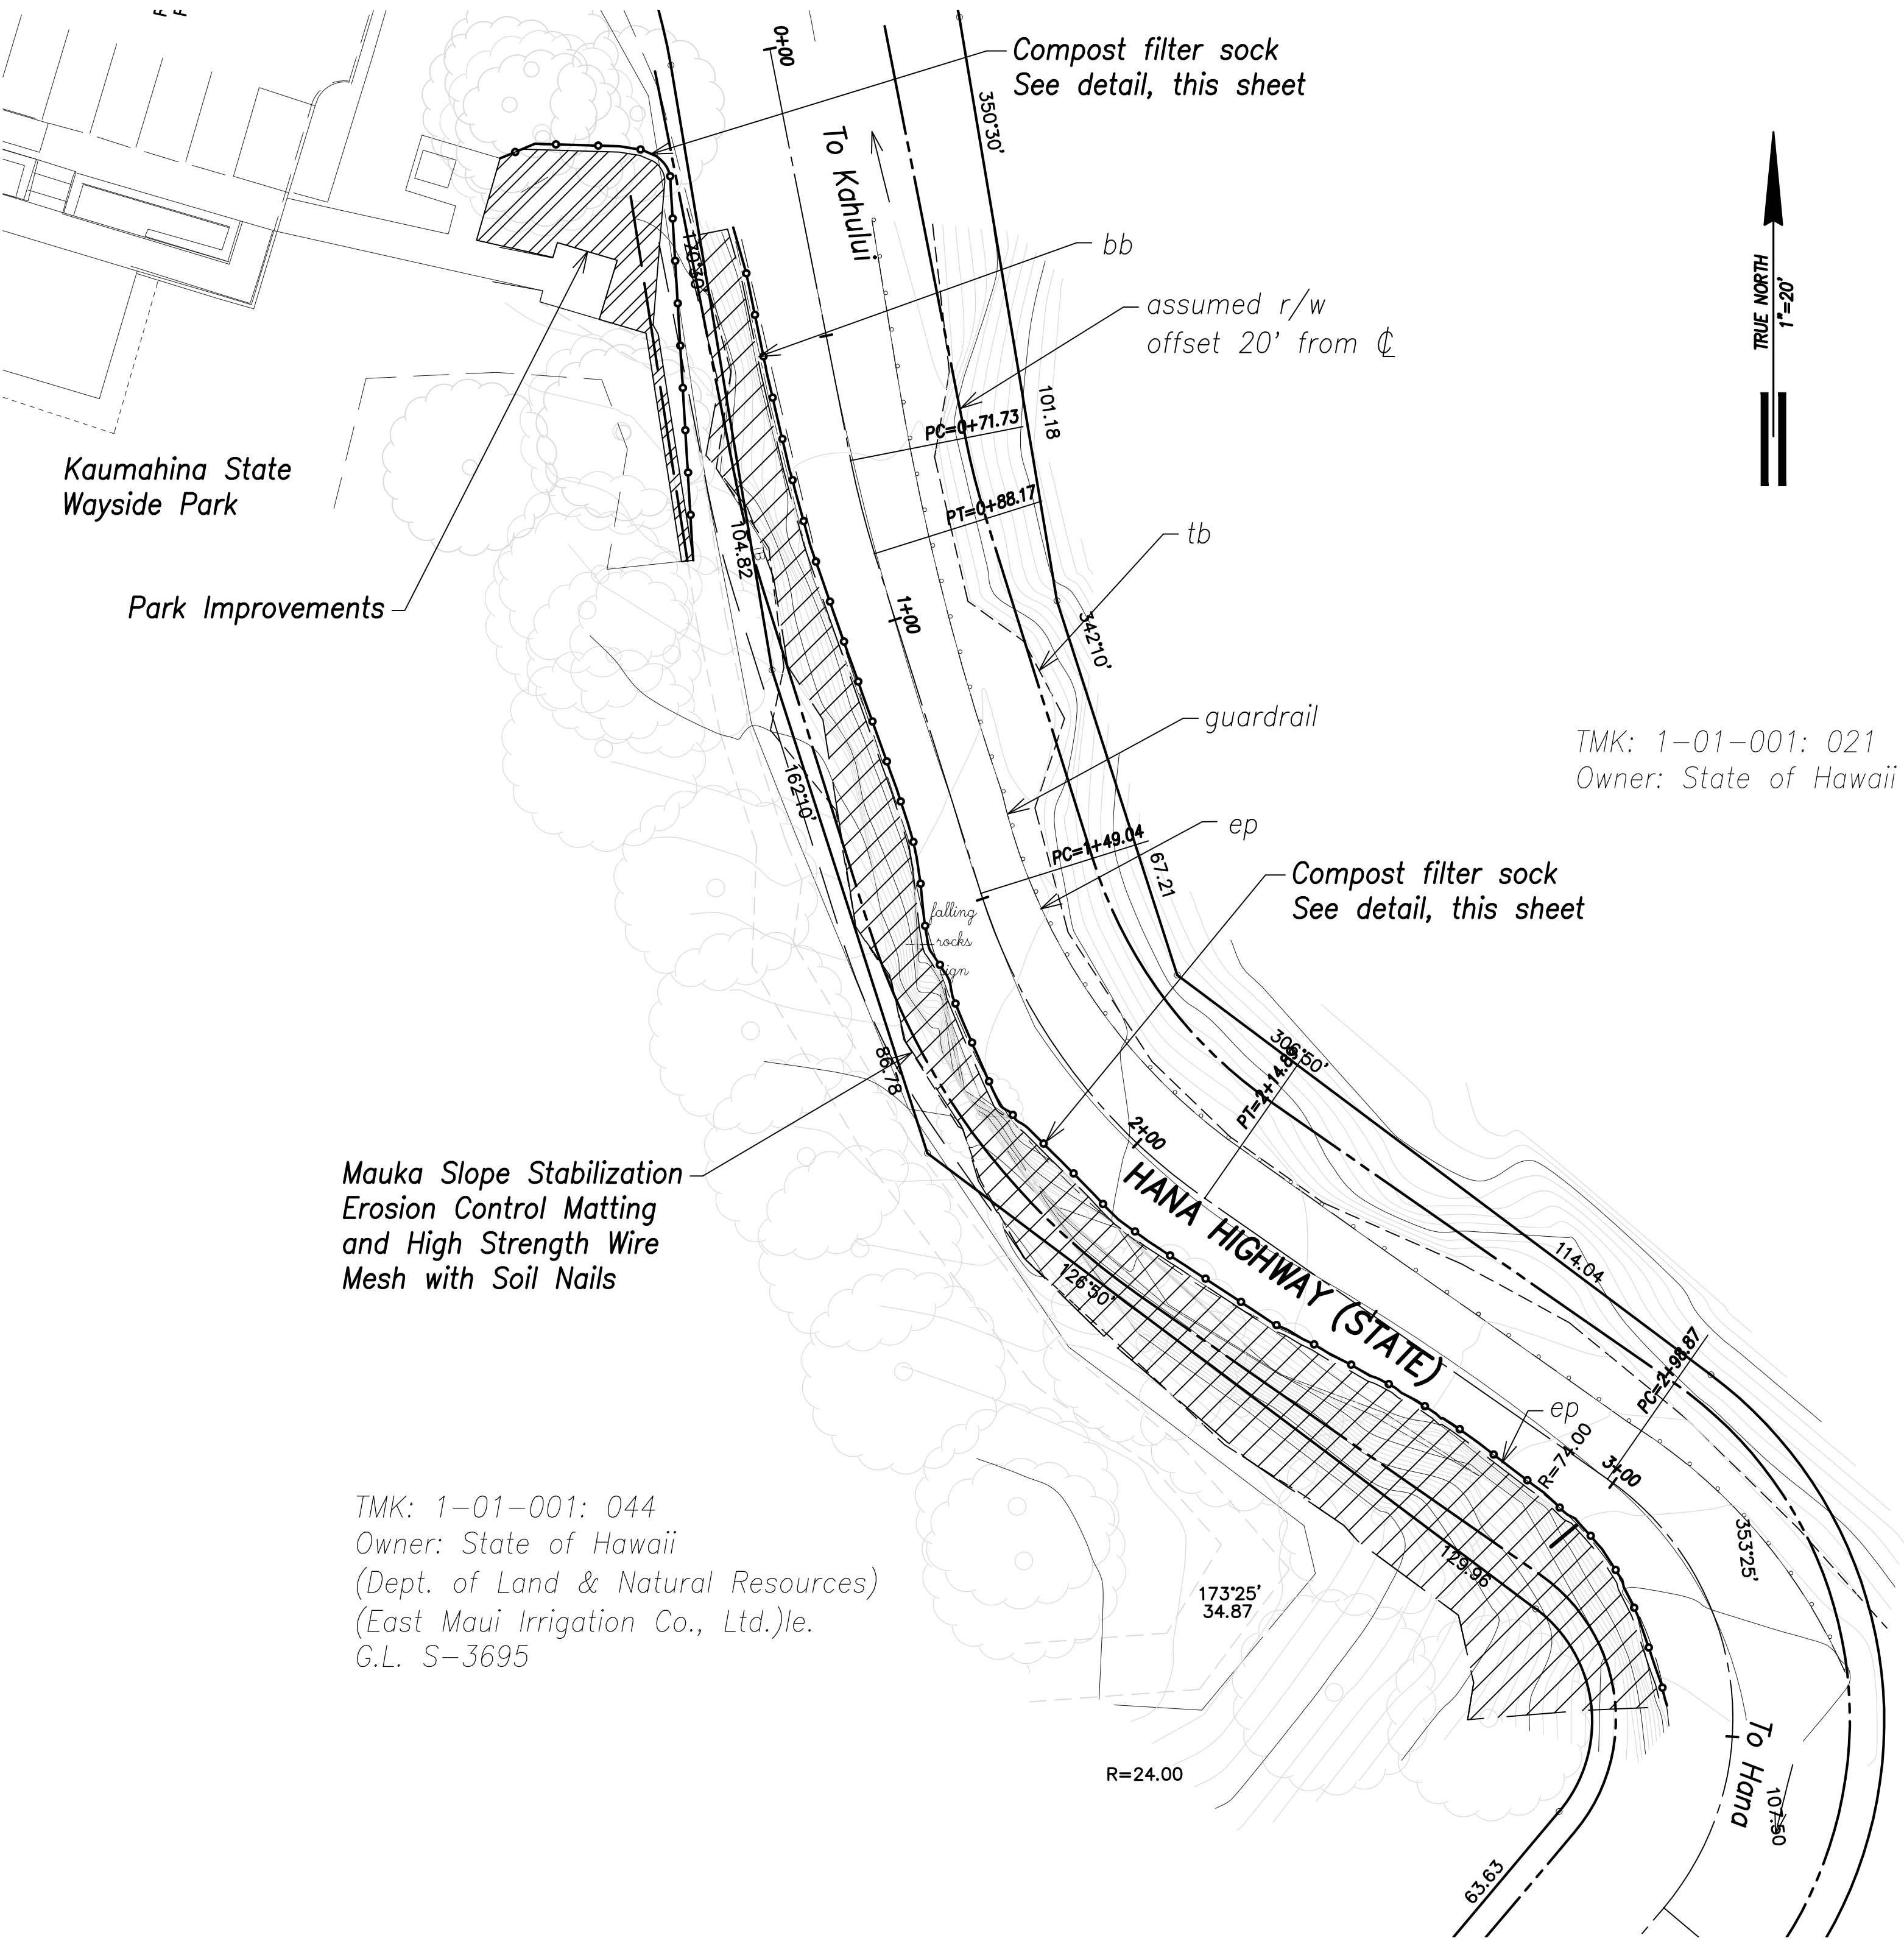 0+00
Compost filter sock
See detail, this sheet
350°30'
To Kahului
170°30'
bb
assumed r/w
offset 20' from ℄
TRUE NORTH
1"=20'
101.18
PC=0+71.73
Kaumahina State
Wayside Park
PT=0+88.17
104.82
tb
Park Improvements
1+00
342°10'
guardrail
TMK: 1-01-001: 021
Owner: State of Hawaii
162°10'
ep
PC=1+49.04
67.21
Compost filter sock
See detail, this sheet
falling
rocks
sign
306°50'
86.78
2+00
Mauka Slope Stabilization
Erosion Control Matting
and High Strength Wire
Mesh with Soil Nails
HANA HIGHWAY (STATE)
126°50'
114.04
PC=2+98.87
ep
R=74.00
3+00
TMK: 1-01-001: 044
Owner: State of Hawaii
(Dept. of Land & Natural Resources)
(East Maui Irrigation Co., Ltd.)le.
G.L. S-3695
353°25'
129.96
173°25'
34.87
R=24.00
To Hana
107.50
63.63